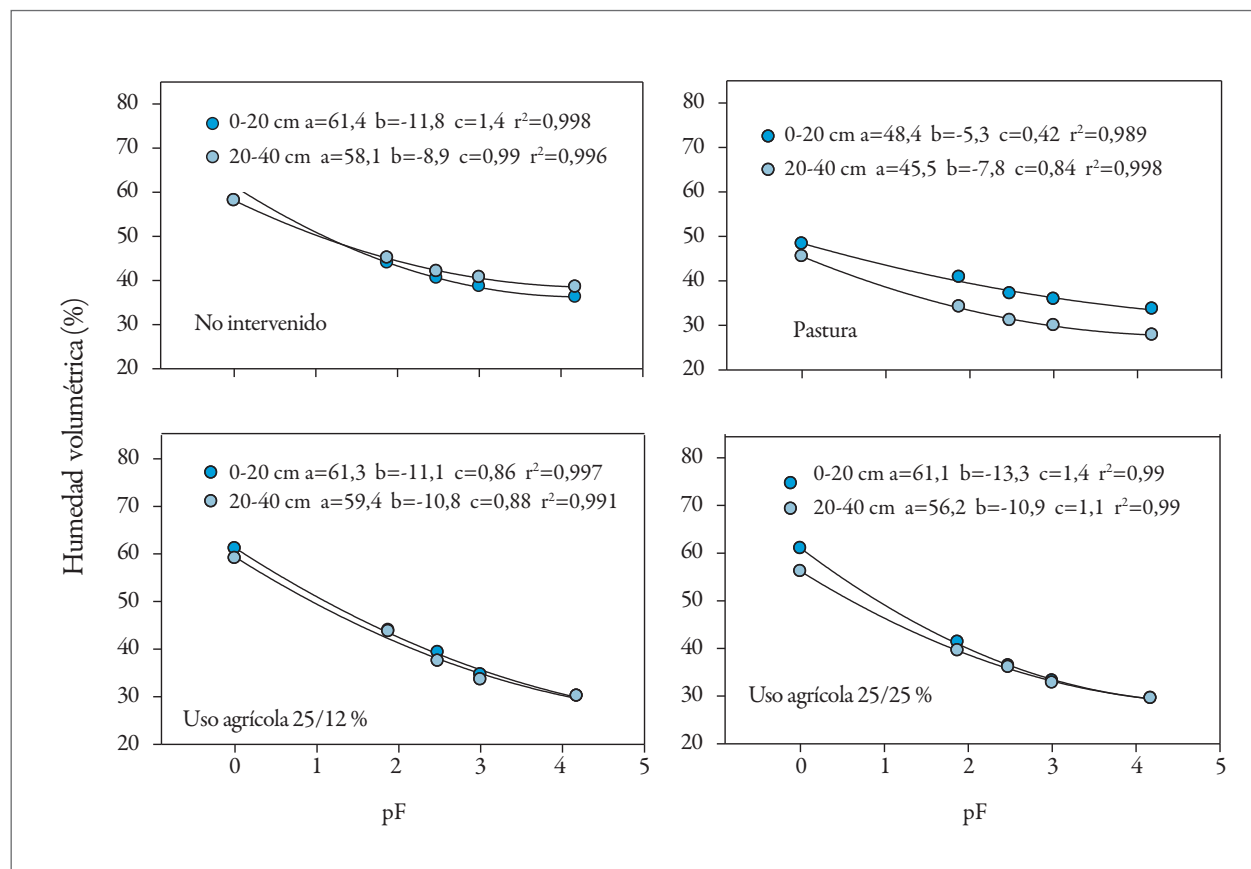 Humedad volumétrica (%)
80
70
60
50
40
30
20
0-20 cm a=61,4 b=-11,8 c=1,4 r²=0,998
20-40 cm a=58,1 b=-8,9 c=0,99 r²=0,996
No intervenido
80
70
60
50
40
30
20
0-20 cm a=48,4 b=-5,3 c=0,42 r²=0,989
20-40 cm a=45,5 b=-7,8 c=0,84 r²=0,998
Pastura
80
70
60
50
40
30
20
0-20 cm a=61,3 b=-11,1 c=0,86 r²=0,997
20-40 cm a=59,4 b=-10,8 c=0,88 r²=0,991
Uso agrícola 25/12 %
0 1 2 3 4 5
pF
80
70
60
50
40
30
20
0-20 cm a=61,1 b=-13,3 c=1,4 r²=0,99
20-40 cm a=56,2 b=-10,9 c=1,1 r²=0,99
Uso agrícola 25/25 %
0 1 2 3 4 5
pF